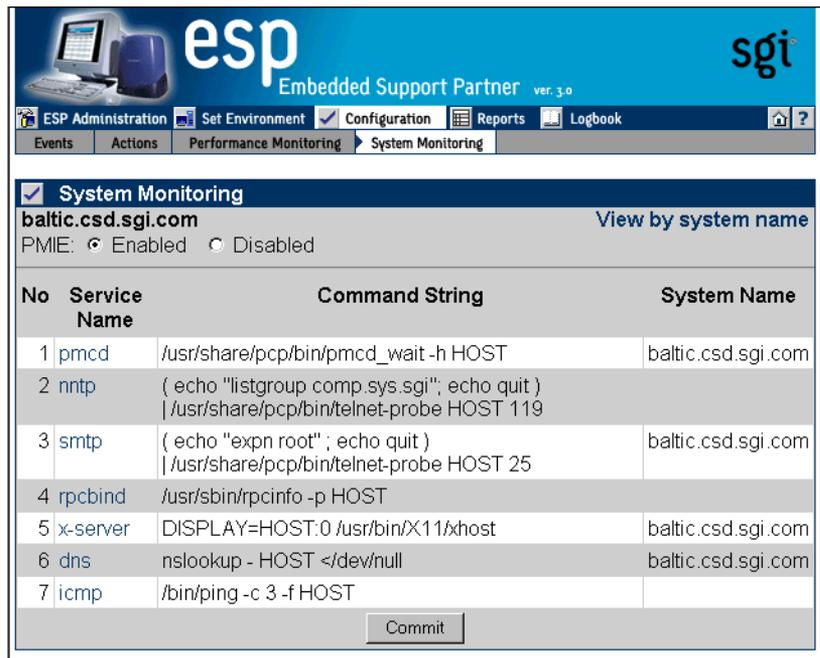 esp
sgi
Embedded Support Partner ver. 3.0
ESP Administration Set Environment Configuration Reports Logbook ?
Events Actions Performance Monitoring System Monitoring
System Monitoring
baltic.csd.sgi.com View by system name
PMIE: Enabled Disabled
No Service Name Command String System Name
1 pmcd /usr/share/pcp/bin/pmcd_wait -h HOST baltic.csd.sgi.com
2 nntp ( echo "listgroup comp.sys.sgi"; echo quit )
| /usr/share/pcp/bin/telnet-probe HOST 119
3 smtp ( echo "expn root" ; echo quit ) baltic.csd.sgi.com
| /usr/share/pcp/bin/telnet-probe HOST 25
4 rpcbind /usr/sbin/rpcinfo -p HOST
5 x-server DISPLAY=HOST:0 /usr/bin/X11/xhost baltic.csd.sgi.com
6 dns nslookup - HOST </dev/null baltic.csd.sgi.com
7 icmp /bin/ping -c 3 -f HOST
Commit